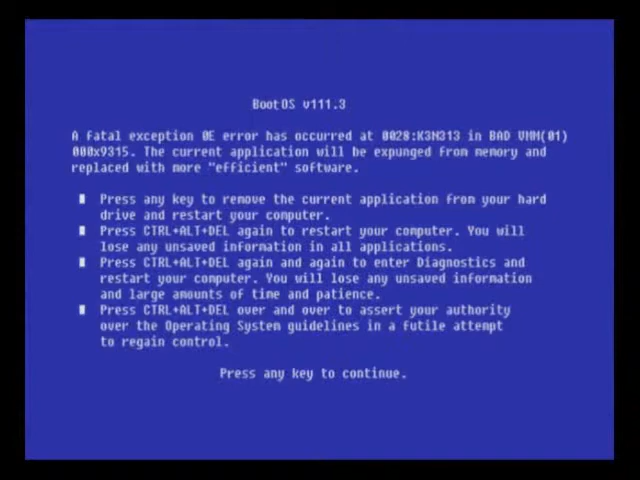 BootOS v111.3
A fatal exception 0E error has occurred at 0028:K3N313 in BAD VMM(01)
000x9315. The current application will be expunged from memory and
replaced with more "efficient" software.
Press any key to remove the current application from your hard
drive and restart your computer.
Press CTRL+ALT+DEL again to restart your computer. You will
lose any unsaved information in all applications.
Press CTRL+ALT+DEL again and again to enter Diagnostics and
restart your computer. You will lose any unsaved information
and large amounts of time and patience.
Press CTRL+ALT+DEL over and over to assert your authority
over the Operating System guidelines in a futile attempt
to regain control.
Press any key to continue.